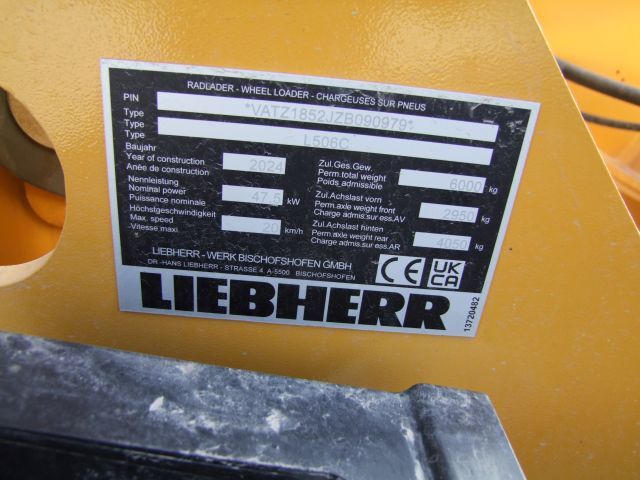 RADLADER - WHEEL LOADER - CHARGEUSES SUR PNEUS
PIN *VATZ1852JZB090979*
Type
Type L506C
Type
Baujahr
Year of construction 2024
Anée de construction
Nennleistung
Nominal power 47.5 kW
Puissance nominale
Höchstgeschwindigkeit
Max. speed 20 km/h
Vitesse maxi
Zul.Ges.Gew.
Perm.total weight 6000 kg
Poids admissible
Zul.Achslast vorn
Perm.axle weight front 2950 kg
Charge admis.sur ess.AV
Zul.Achslast hinten
Perm.axle weight rear 4050 kg
Charge admis.sur ess.AR
LIEBHERR - WERK BISCHOFSHOFEN GMBH
DR.-HANS LIEBHERR - STRASSE 4, A-5500 BISCHOFSHOFEN
CE UK
CA
LIEBHERR
13720482